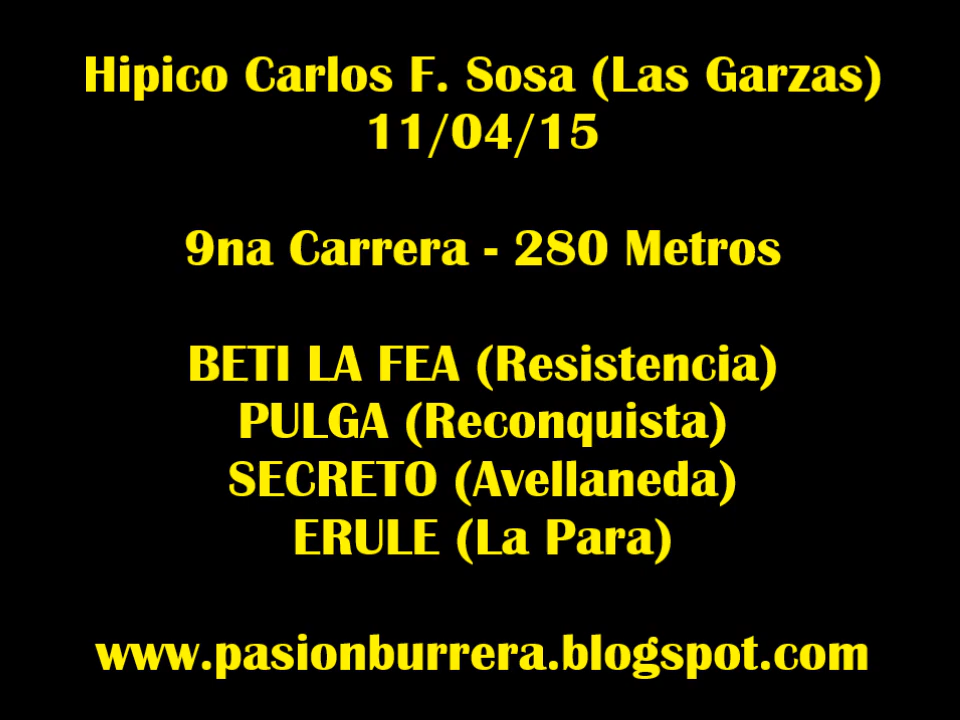 Hipico Carlos F. Sosa (Las Garzas)
11/04/15
9na Carrera - 280 Metros
BETI LA FEA (Resistencia)
PULGA (Reconquista)
SECRETO (Avellaneda)
ERULE (La Para)
www.pasionburrera.blogspot.com